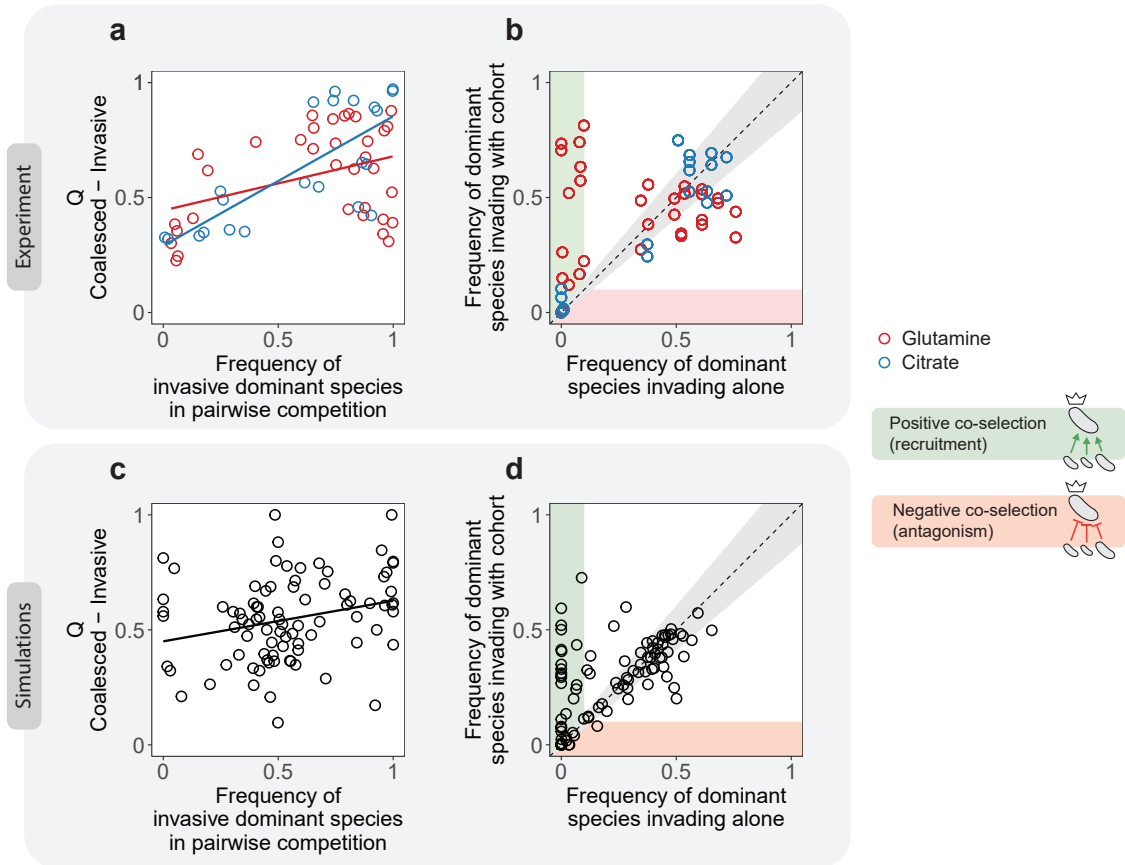 a
b
Experiment
1
0.5
0
Q
Coalesced − Invasive
0
0.5
1
Frequency of
invasive dominant species
in pairwise competition
1
0.5
0
Frequency of dominant
species invading with cohort
0
0.5
1
Frequency of dominant
species invading alone
Glutamine
Citrate
Positive co-selection
(recruitment)
Negative co-selection
(antagonism)
c
d
Simulations
1
0.5
0
Q
Coalesced − Invasive
0
0.5
1
Frequency of
invasive dominant species
in pairwise competition
1
0.5
0
Frequency of dominant
species invading with cohort
0
0.5
1
Frequency of dominant
species invading alone